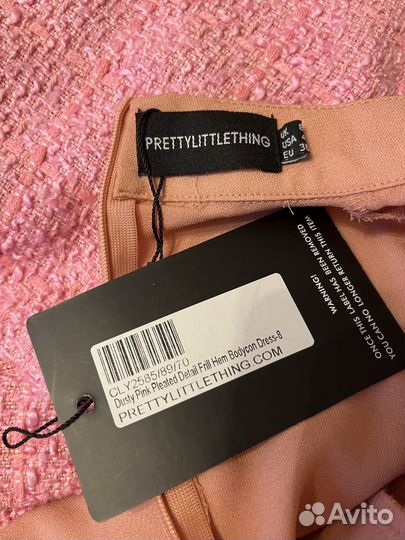 PRETTYLITTLETHING
UK
USA
EU
WARNING!
ONCE THIS LABEL HAS BEEN REMOVED
YOU CAN NO LONGER RETURN THIS ITEM
CLY2585/89/70
Dusty Pink Pleated Detail Frill Hem Bodycon Dress-8
PRETTYLITTLETHING.COM
Avito